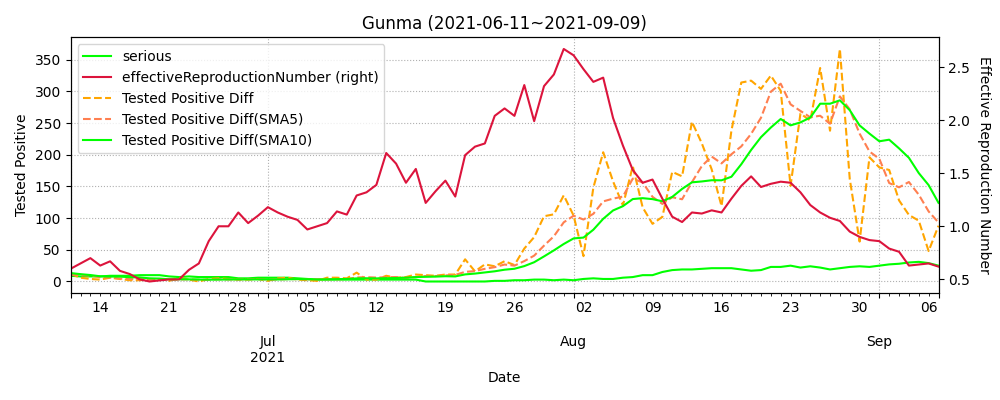 Gunma (2021-06-11~2021-09-09)
serious
effectiveReproductionNumber (right)
Tested Positive Diff
Tested Positive Diff(SMA5)
Tested Positive Diff(SMA10)
Tested Positive
350
300
250
200
150
100
50
0
2.5
2.0
1.5
1.0
0.5
Effective Reproduction Number
14 21 28 05 12 19 26 02 09 16 23 30 06
Jul Aug Sep
2021
Date